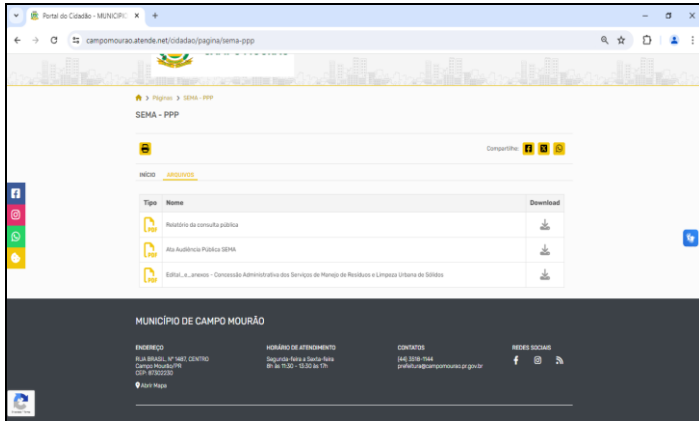 Portal do Cidadão - MUNICÍPIO
campomourao.atende.net/cidadao/pagina/sema-ppp
> Páginas > SEMA - PPP
SEMA - PPP
Compartilhe:
INÍCIO ARQUIVOS
Tipo Nome Download
PDF Relatório da consulta pública
PDF Ata Audiência Pública SEMA
PDF Edital_e_anexos - Concessão Administrativa dos Serviços de Manejo de Resíduos e Limpeza Urbana de Sólidos
MUNICÍPIO DE CAMPO MOURÃO
ENDEREÇO HORÁRIO DE ATENDIMENTO CONTATOS REDES SOCIAIS
RUA BRASIL, Nº 1487, CENTRO Segunda-feira a Sexta-feira (44) 3518-1144
Campo Mourão/PR 8h às 11:30 - 13:30 às 17h prefeitura@campomourao.pr.gov.br
CEP: 87302230
Abrir Mapa